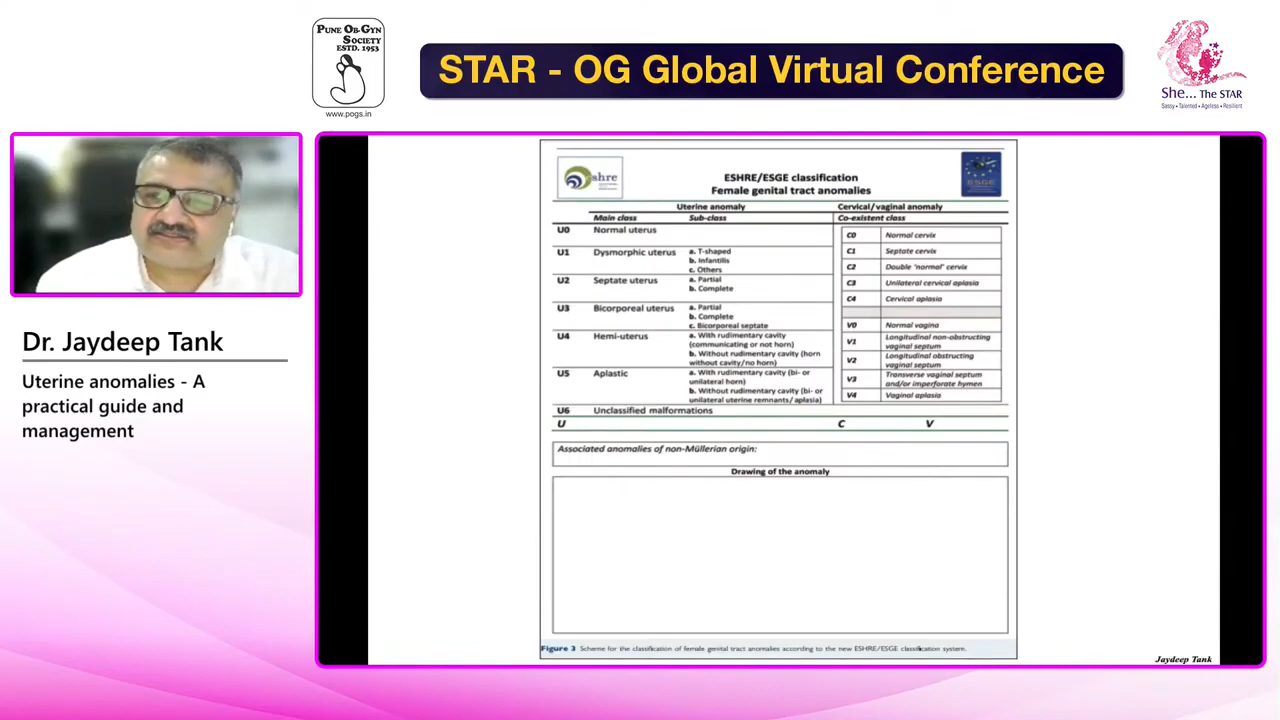 PUNE OB-GYN
SOCIETY
ESTD. 1953
www.pogs.in
STAR - OG Global Virtual Conference
She... The STAR
Sassy • Talented • Ageless • Resilient
Dr. Jaydeep Tank
Uterine anomalies - A
practical guide and
management
eshre
ESGE
ESHRE/ESGE classification
Female genital tract anomalies
Uterine anomaly
Cervical/vaginal anomaly
Main class Sub-class
Co-existent class
U0 Normal uterus
U1 Dysmorphic uterus a. T-shaped
b. Infantilis
c. Others
U2 Septate uterus a. Partial
b. Complete
U3 Bicorporeal uterus a. Partial
b. Complete
c. Bicorporeal septate
U4 Hemi-uterus a. With rudimentary cavity
(communicating or not horn)
b. Without rudimentary cavity (horn
without cavity/no horn)
U5 Aplastic a. With rudimentary cavity (bi- or
unilateral horn)
b. Without rudimentary cavity (bi- or
unilateral uterine remnants/ aplasia)
U6 Unclassified malformations
C0 Normal cervix
C1 Septate cervix
C2 Double 'normal' cervix
C3 Unilateral cervical aplasia
C4 Cervical aplasia
V0 Normal vagina
V1 Longitudinal non-obstructing
vaginal septum
V2 Longitudinal obstructing
vaginal septum
V3 Transverse vaginal septum
and/or imperforate hymen
V4 Vaginal aplasia
U C V
Associated anomalies of non-Müllerian origin:
Drawing of the anomaly
Figure 3 Scheme for the classification of female genital tract anomalies according to the new ESHRE/ESGE classification system.
Jaydeep Tank